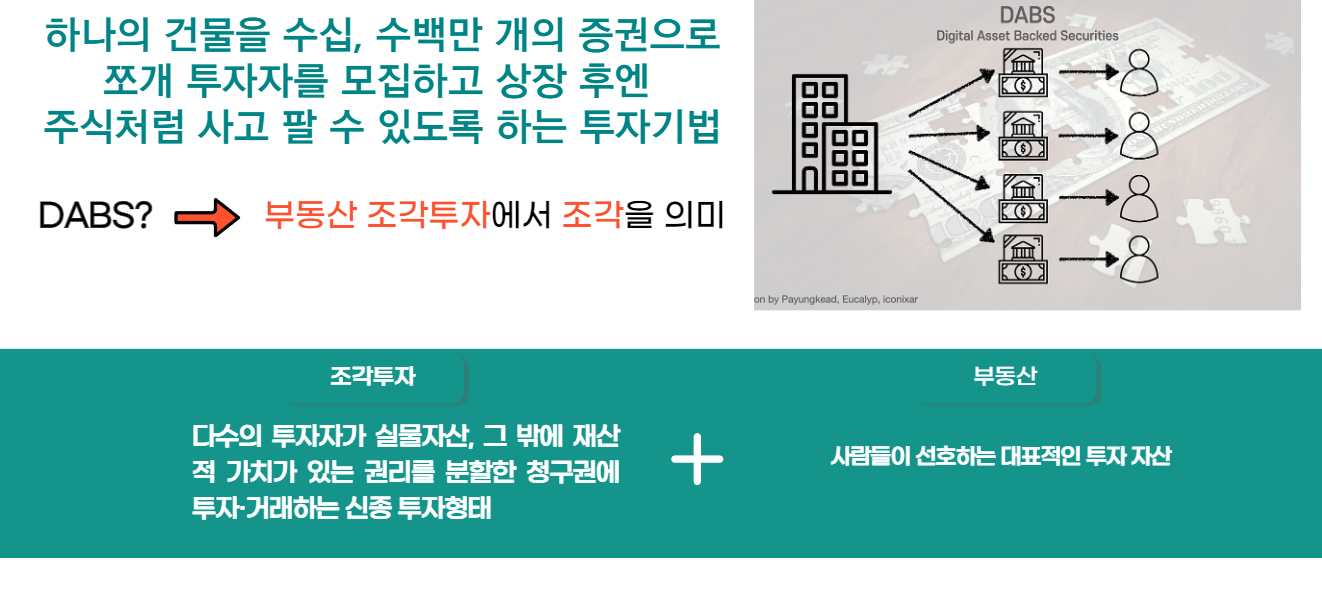 하나의 건물을 수십, 수백만 개의 증권으로
쪼개 투자자를 모집하고 상장 후엔
주식처럼 사고 팔 수 있도록 하는 투자기법
DABS? 부동산 조각투자에서 조각을 의미
DABS
Digital Asset Backed Securities
on by Payungkead, Eucalyp, iconixar
조각투자
다수의 투자자가 실물자산, 그 밖에 재산
적 가치가 있는 권리를 분활한 청구권에
투자·거래하는 신종 투자형태
부동산
사람들이 선호하는 대표적인 투자 자산